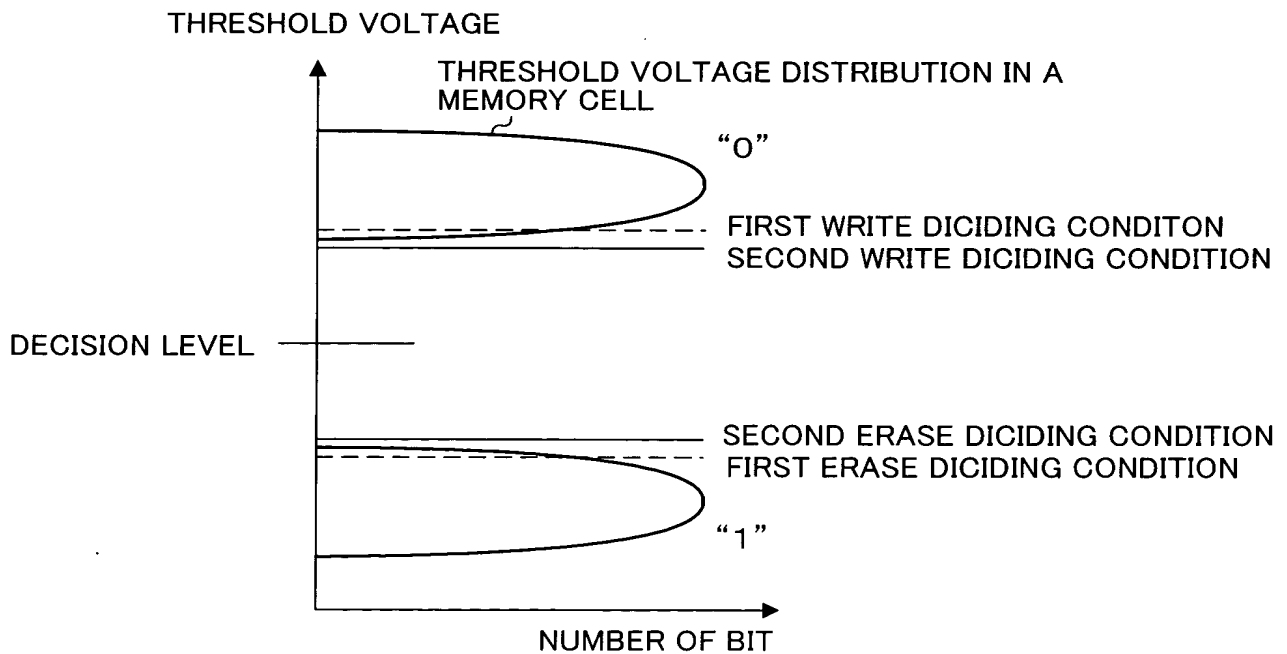 THRESHOLD VOLTAGE
THRESHOLD VOLTAGE DISTRIBUTION IN A
MEMORY CELL
“0”
FIRST WRITE DICIDING CONDITON
SECOND WRITE DICIDING CONDITION
DECISION LEVEL
SECOND ERASE DICIDING CONDITION
FIRST ERASE DICIDING CONDITION
“1”
NUMBER OF BIT